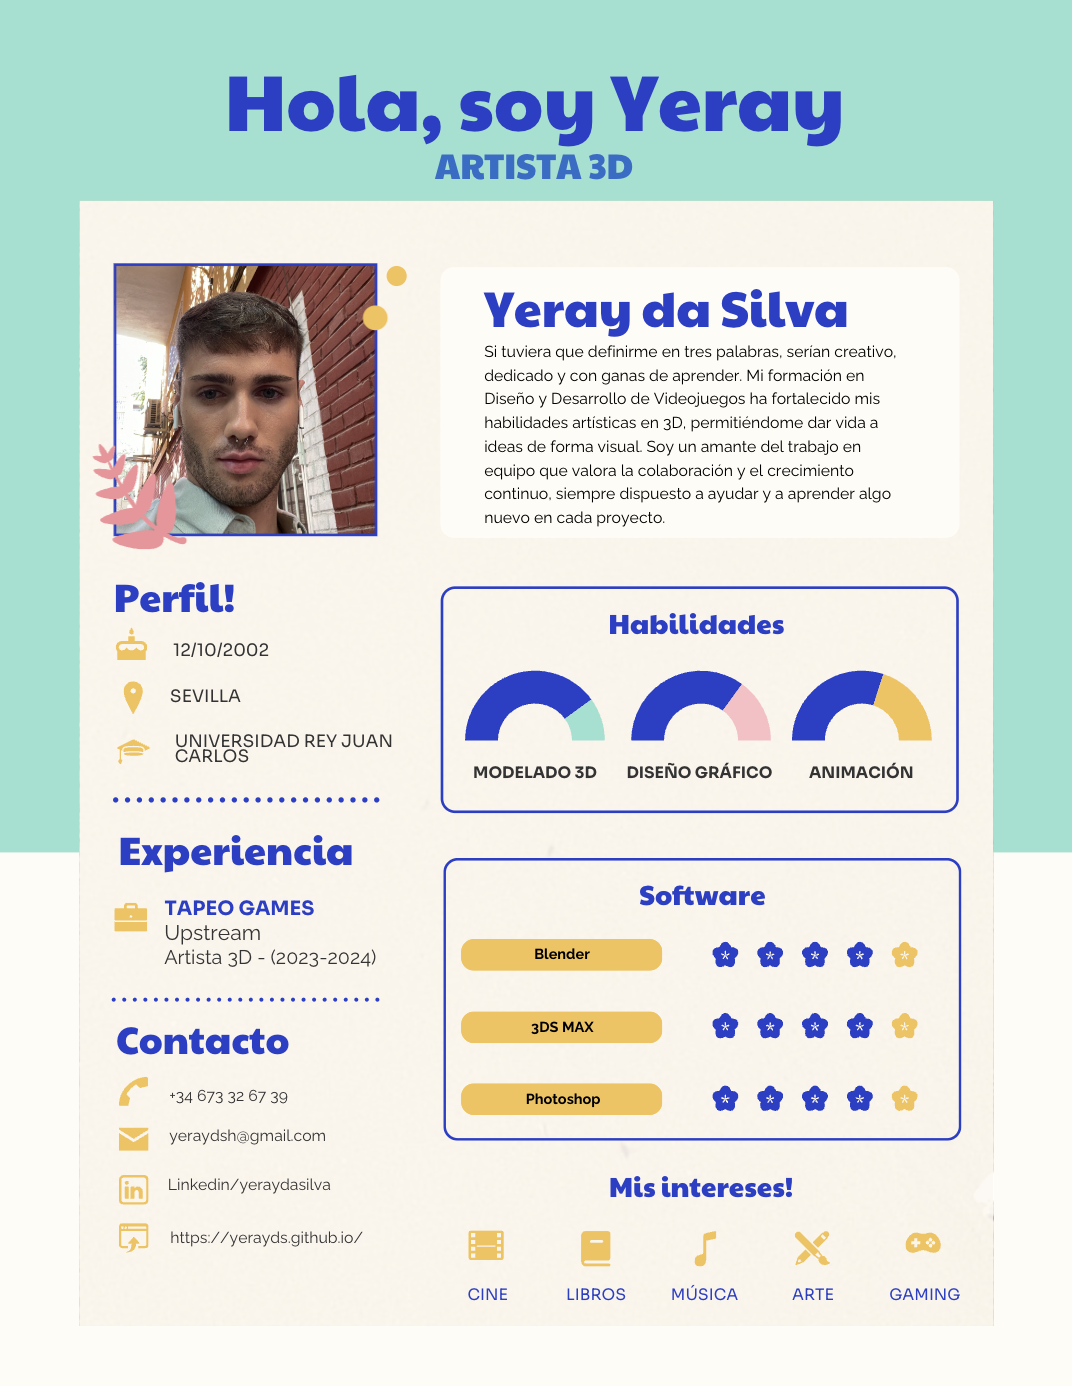 Hola, soy Yeray
ARTISTA 3D
Yeray da Silva
Si tuviera que definirme en tres palabras, serían creativo,
dedicado y con ganas de aprender. Mi formación en
Diseño y Desarrollo de Videojuegos ha fortalecido mis
habilidades artísticas en 3D, permitiéndome dar vida a
ideas de forma visual. Soy un amante del trabajo en
equipo que valora la colaboración y el crecimiento
continuo, siempre dispuesto a ayudar y a aprender algo
nuevo en cada proyecto.
Perfil!
12/10/2002
SEVILLA
UNIVERSIDAD REY JUAN
CARLOS
Experiencia
TAPEO GAMES
Upstream
Artista 3D - (2023-2024)
Contacto
+34 673 32 67 39
yeraydsh@gmail.com
Linkedin/yeraydasilva
https://yerayds.github.io/
Habilidades
MODELADO 3D
DISEÑO GRÁFICO
ANIMACIÓN
Software
Blender
3DS MAX
Photoshop
Mis intereses!
CINE
LIBROS
MÚSICA
ARTE
GAMING